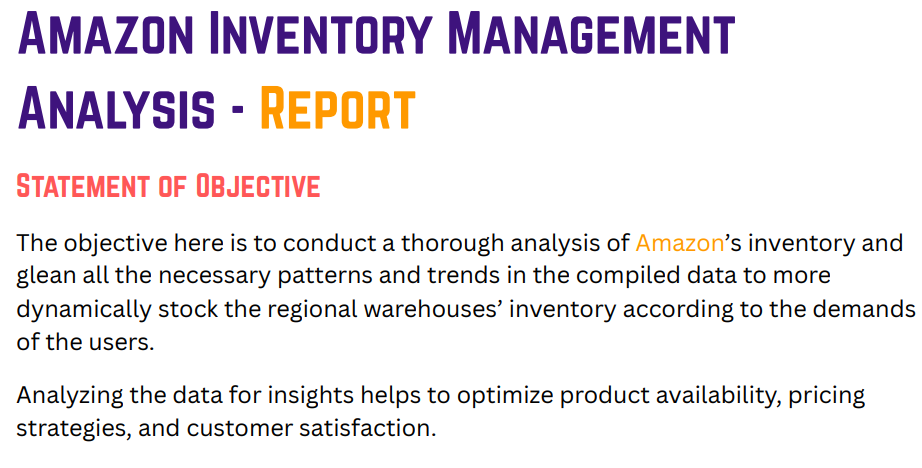 Amazon Inventory Management
Analysis - Report
Statement of Objective
The objective here is to conduct a thorough analysis of Amazon’s inventory and
glean all the necessary patterns and trends in the compiled data to more
dynamically stock the regional warehouses’ inventory according to the demands
of the users.
Analyzing the data for insights helps to optimize product availability, pricing
strategies, and customer satisfaction.